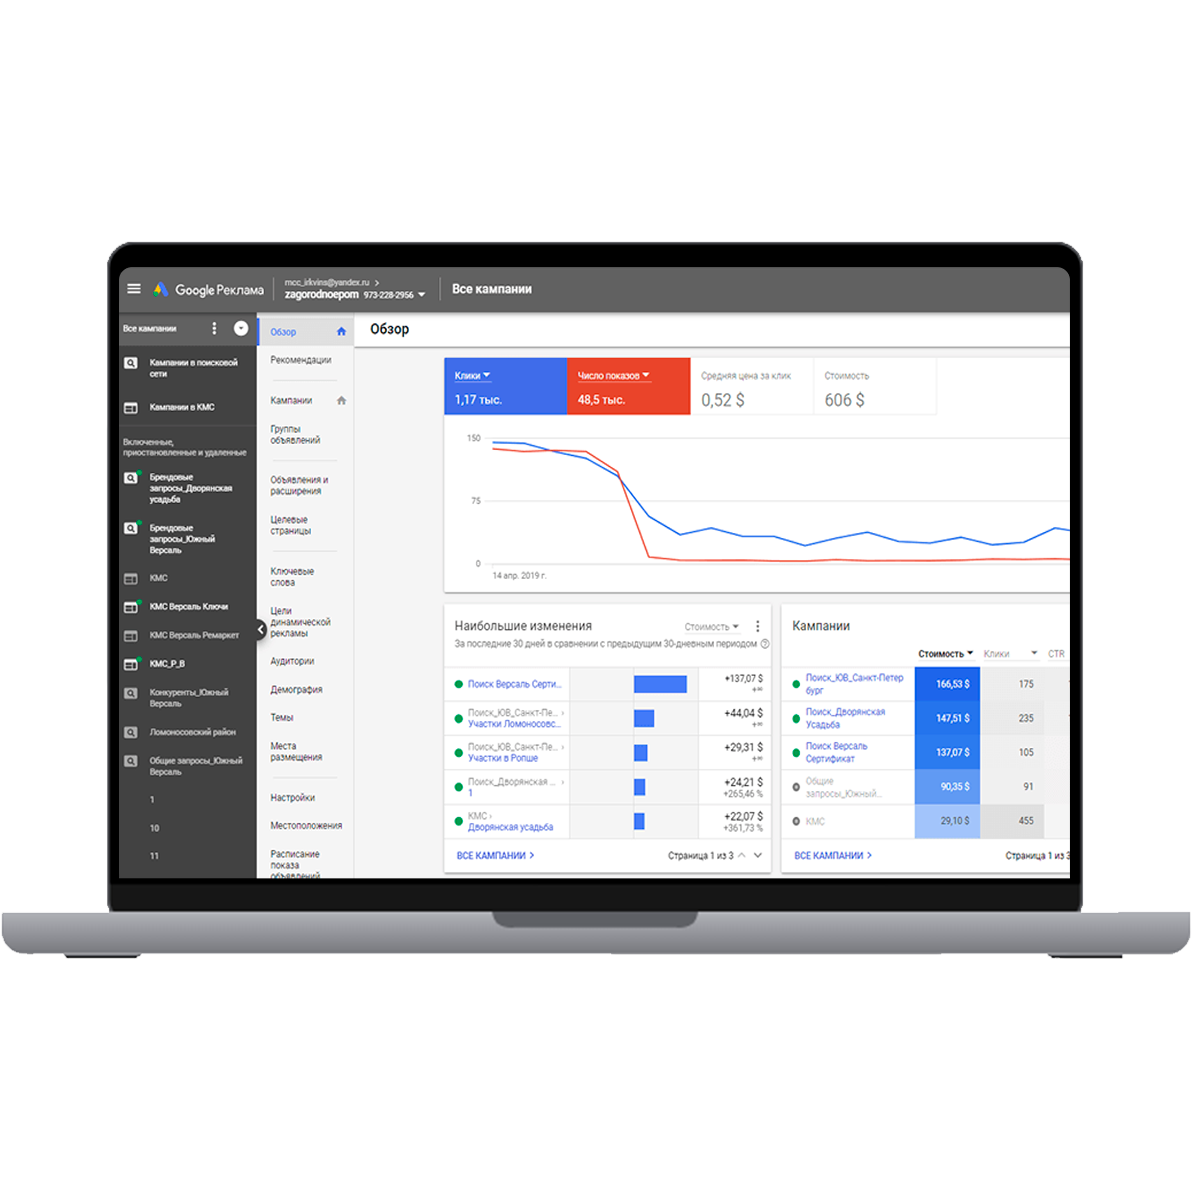 Google Реклама
mcc_irkvins@yandex.ru >
zagorodnoepom 973-228-2956
Все кампании
Все кампании
Кампании в поисковой
сети
Кампании в КМС
Включенные,
приостановленные и удаленные
Брендовые
запросы_Дворянская
усадьба
Брендовые
запросы_Южный
Версаль
КМС
КМС Версаль Ключи
КМС Версаль Ремаркет
КМС_Р_В
Конкуренты_Южный
Версаль
Ломоносовский район
Общие запросы_Южный
Версаль
1
10
11
Обзор
Рекомендации
Кампании
Группы
объявлений
Объявления и
расширения
Целевые
страницы
Ключевые
слова
Цели
динамической
рекламы
Аудитории
Демография
Темы
Места
размещения
Настройки
Местоположения
Расписание
показа
объявлений
Обзор
Клики
1,17 тыс.
Число показов
48,5 тыс.
Средняя цена за клик
0,52 $
Стоимость
606 $
150
75
0
14 апр. 2019 г.
Наибольшие изменения
Стоимость
За последние 30 дней в сравнении с предыдущим 30-дневным периодом
Поиск Версаль Серти...
+137,07 $
+∞
Поиск_ЮВ_Санкт-Пе... >
Участки Ломоносовс...
+44,04 $
+∞
Поиск_ЮВ_Санкт-Пе... >
Участки в Ропше
+29,31 $
+∞
Поиск_Дворянская ... >
1
+24,21 $
+265,46 %
КМС >
Дворянская усадьба
+22,07 $
+361,73 %
ВСЕ КАМПАНИИ >
Страница 1 из 3
Кампании
Стоимость
Клики
CTR
Поиск_ЮВ_Санкт-Петер
бург
166,53 $
175
Поиск_Дворянская
Усадьба
147,51 $
235
Поиск Версаль
Сертификат
137,07 $
105
Общие
запросы_Южный...
90,35 $
91
КМС
29,10 $
455
ВСЕ КАМПАНИИ >
Страница 1 из 3